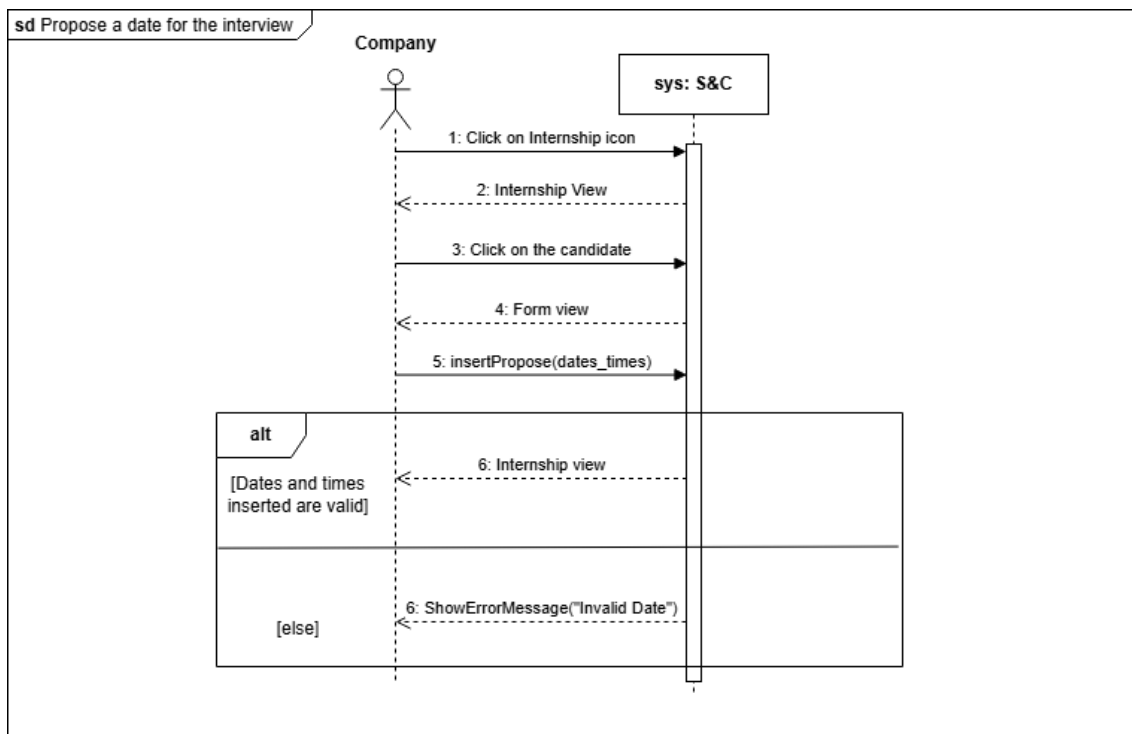 sd Propose a date for the interview
Company
sys: S&C
1: Click on Internship icon
2: Internship View
3: Click on the candidate
4: Form view
5: insertPropose(dates_times)
alt
6: Internship view
[Dates and times
inserted are valid]
6: ShowErrorMessage("Invalid Date")
[else]